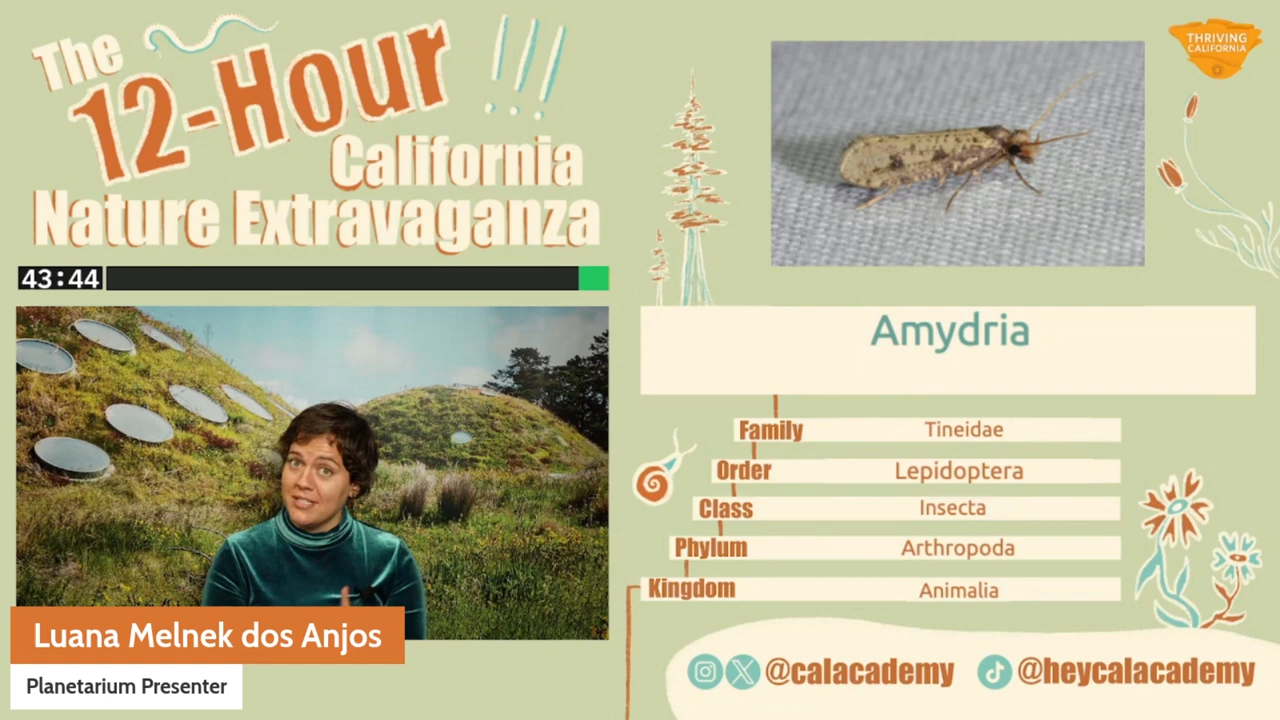 The
12-Hour !!!
California
Nature Extravaganza
43:44
THRIVING
CALIFORNIA
Amydria
Family Tineidae
Order Lepidoptera
Class Insecta
Phylum Arthropoda
Kingdom Animalia
Luana Melnek dos Anjos
Planetarium Presenter
@calacademy @heycalacademy